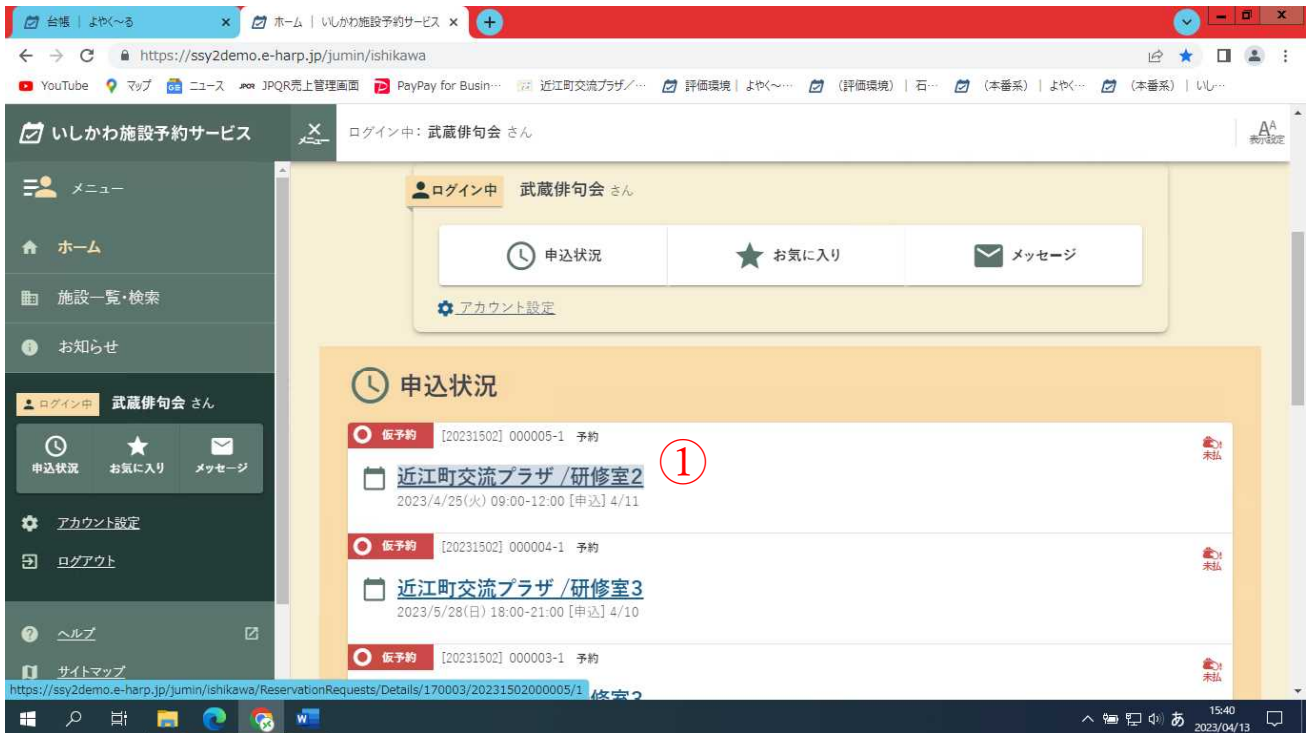 台帳 | よやく～る
ホーム | いしかわ施設予約サービス
https://ssy2demo.e-harp.jp/jumin/ishikawa
YouTube マップ ニュース JPQR売上管理画面 PayPay for Busin… 近江町交流プラザ／… 評価環境 | よやく～… （評価環境） | 石… （本番系） | よやく… （本番系） | いし…
いしかわ施設予約サービス
メニュー
ログイン中: 武蔵俳句会 さん
AA
表示設定
メニュー
ホーム
施設一覧・検索
お知らせ
ログイン中 武蔵俳句会 さん
申込状況 お気に入り メッセージ
アカウント設定
ログアウト
ヘルプ
サイトマップ
ログイン中 武蔵俳句会 さん
申込状況 お気に入り メッセージ
アカウント設定
申込状況
仮予約 [20231502] 000005-1 予約
未払
近江町交流プラザ /研修室2
①
2023/4/25(火) 09:00-12:00 [申込] 4/11
仮予約 [20231502] 000004-1 予約
未払
近江町交流プラザ /研修室3
2023/5/28(日) 18:00-21:00 [申込] 4/10
仮予約 [20231502] 000003-1 予約
未払
https://ssy2demo.e-harp.jp/jumin/ishikawa/ReservationRequests/Details/170003/20231502000005/1
あ
15:40
2023/04/13